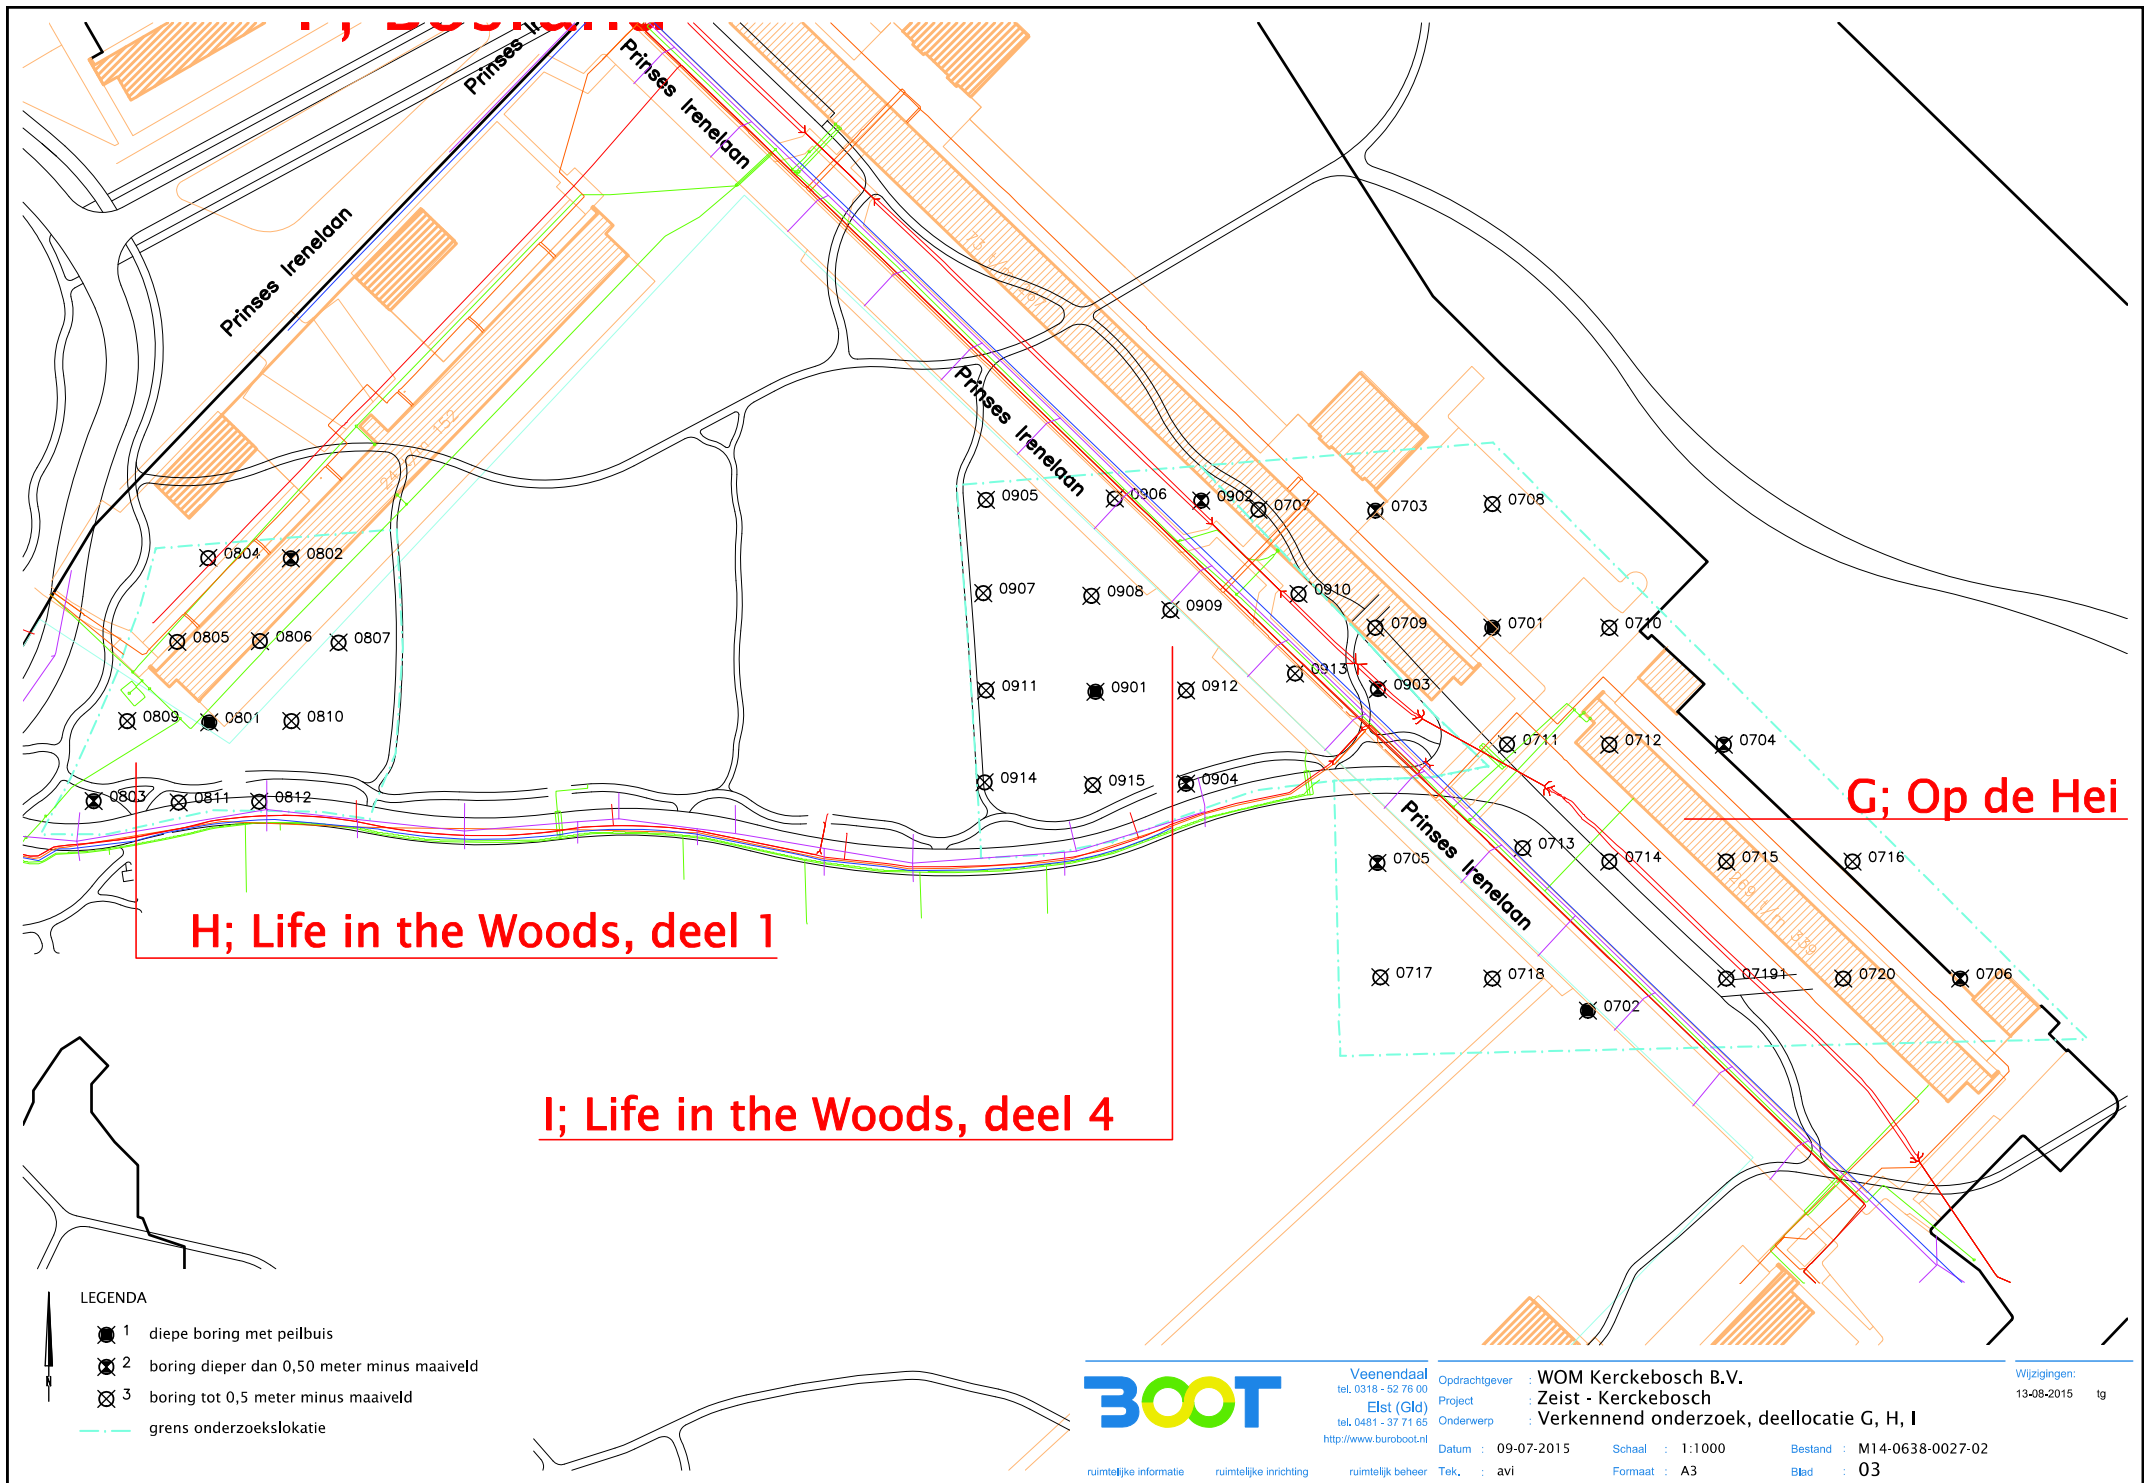 Prinses Irenelaan
Prinses Irenelaan
Prinses Irenelaan
Prinses Irenelaan
0905
0906
0902
0707
0703
0708
0804
0802
0907
0908
0909
0910
0709
0701
0710
0805
0806
0807
0911
0901
0912
0913
0903
0809
0801
0810
0711
0712
0704
0914
0915
0904
G; Op de Hei
0803
0811
0812
0705
0713
0714
0715
0716
269 t/m 339
H; Life in the Woods, deel 1
0717
0718
0702
07191
0720
0706
I; Life in the Woods, deel 4
LEGENDA
1 diepe boring met peilbuis
2 boring dieper dan 0,50 meter minus maaiveld
3 boring tot 0,5 meter minus maaiveld
grens onderzoekslokatie
N
BOOT
ruimtelijke informatie ruimtelijke inrichting ruimtelijk beheer
Veenendaal
tel. 0318 - 52 76 00
Elst (Gld)
tel. 0481 - 37 71 65
http://www.buroboot.nl
Opdrachtgever : WOM Kerckebosch B.V.
Project : Zeist - Kerckebosch
Onderwerp : Verkennend onderzoek, deellocatie G, H, I
Datum : 09-07-2015 Schaal : 1:1000 Bestand : M14-0638-0027-02
Tek. : avi Formaat : A3 Blad : 03
Wijzigingen:
13-08-2015 tg